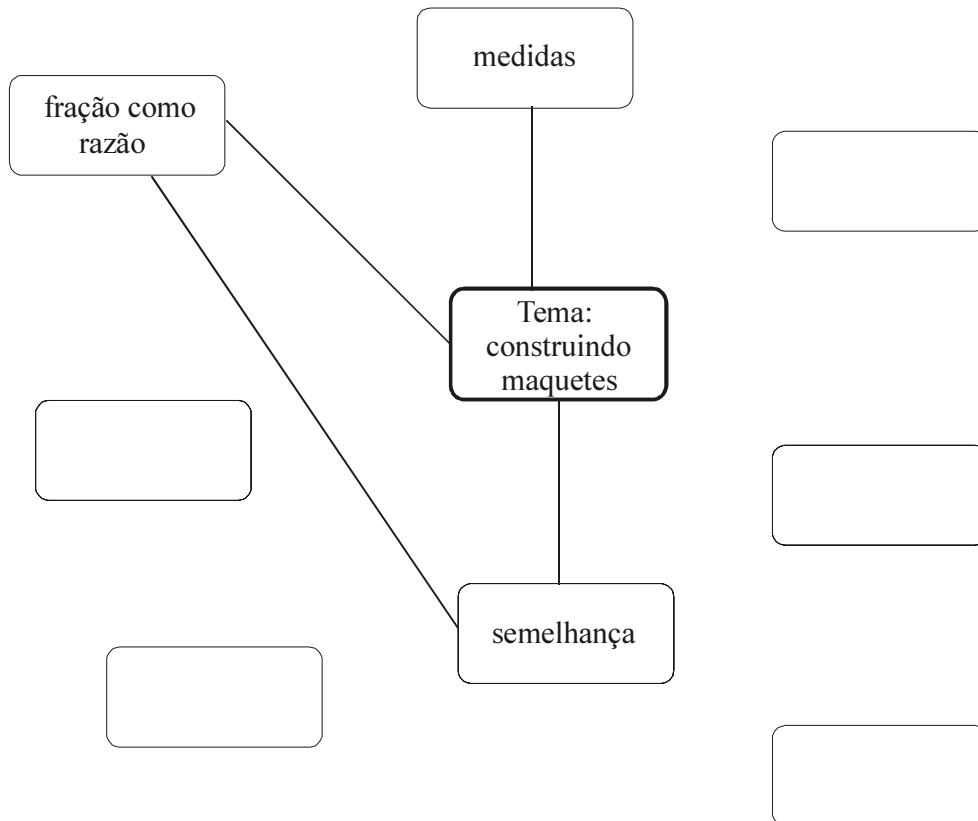 medidas
fração como
razão
Tema:
construindo
maquetes
semelhança